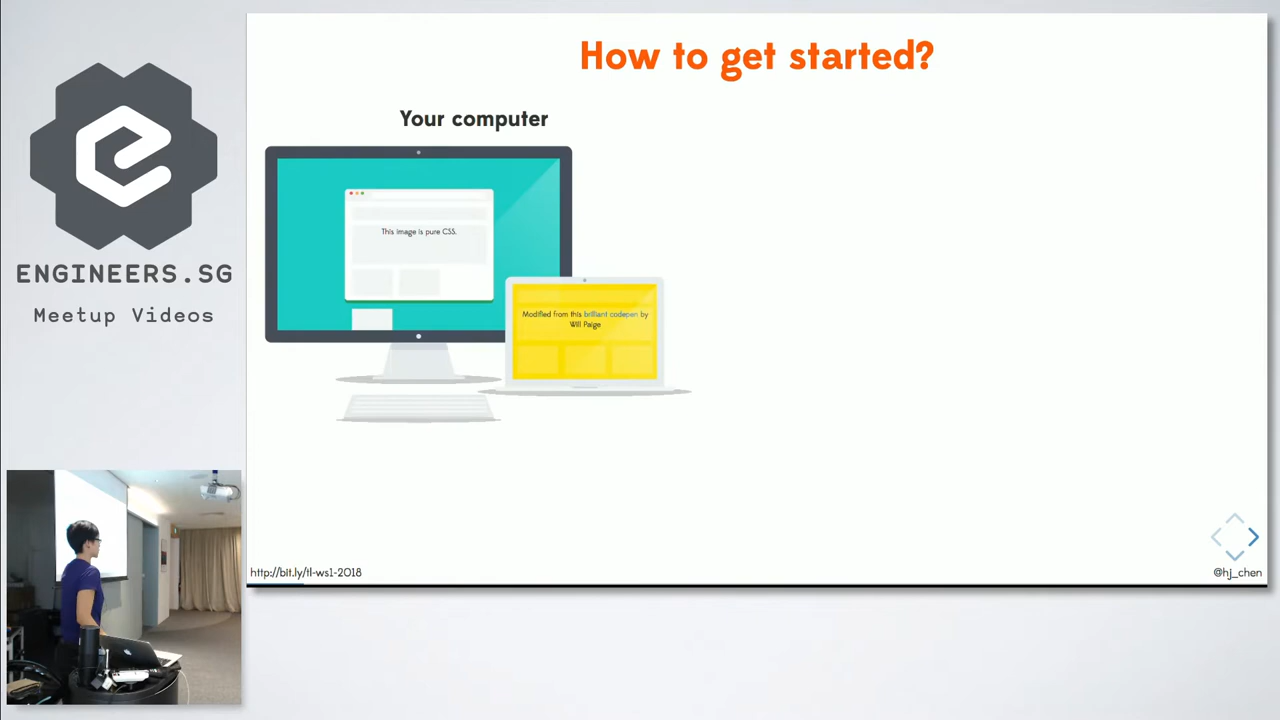 How to get started?
Your computer
This image is pure CSS.
Modified from this brilliant codepen by
Will Paige
ENGINEERS.SG
Meetup Videos
http://bit.ly/tl-ws1-2018
@hj_chen